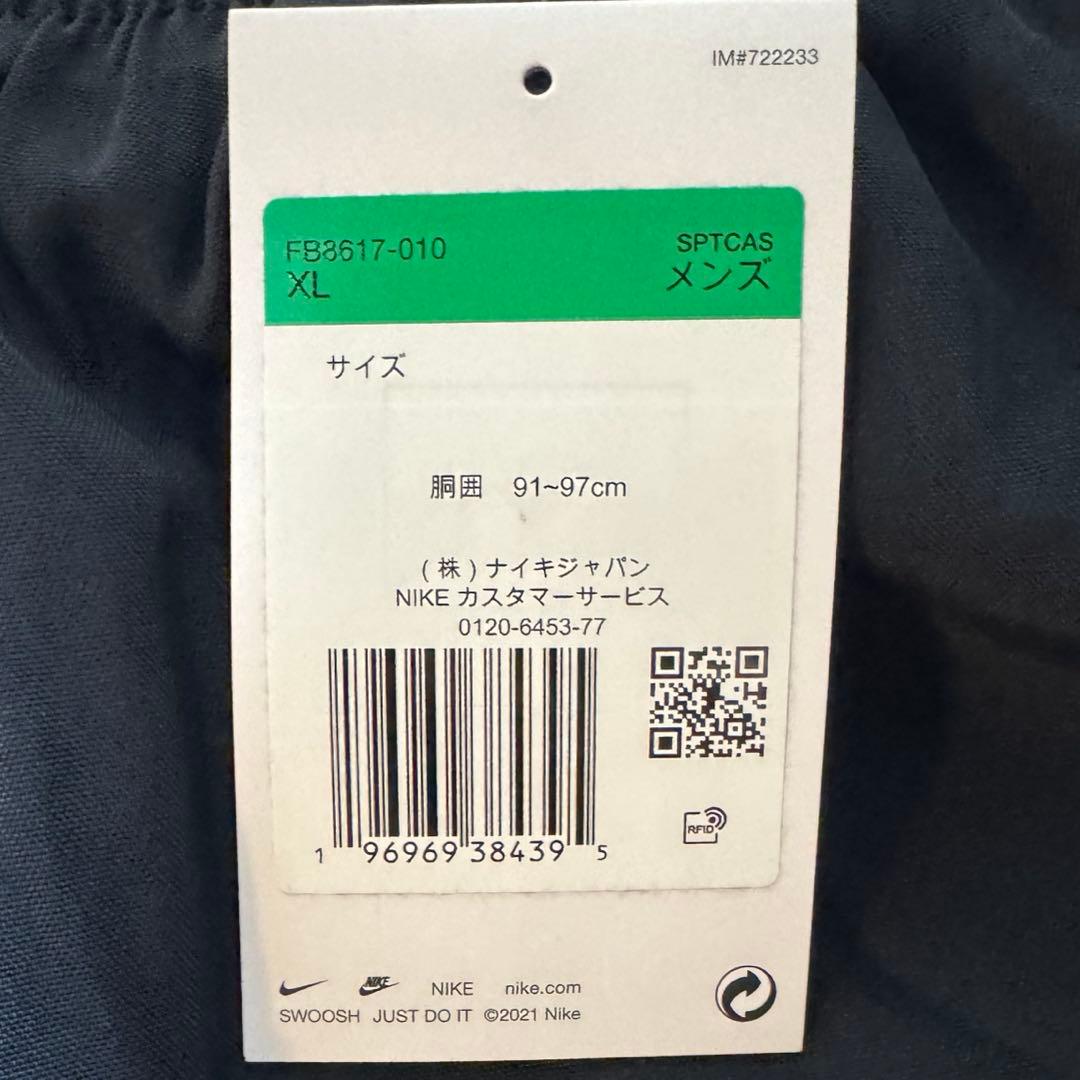 IM#722233
FB8617-010 SPTCAS
XL メンズ
サイズ
胴囲 91~97cm
(株)ナイキジャパン
NIKE カスタマーサービス
0120-6453-77
RFID
1 96969 38439 5
NIKE NIKE nike.com
SWOOSH JUST DO IT ©2021 Nike